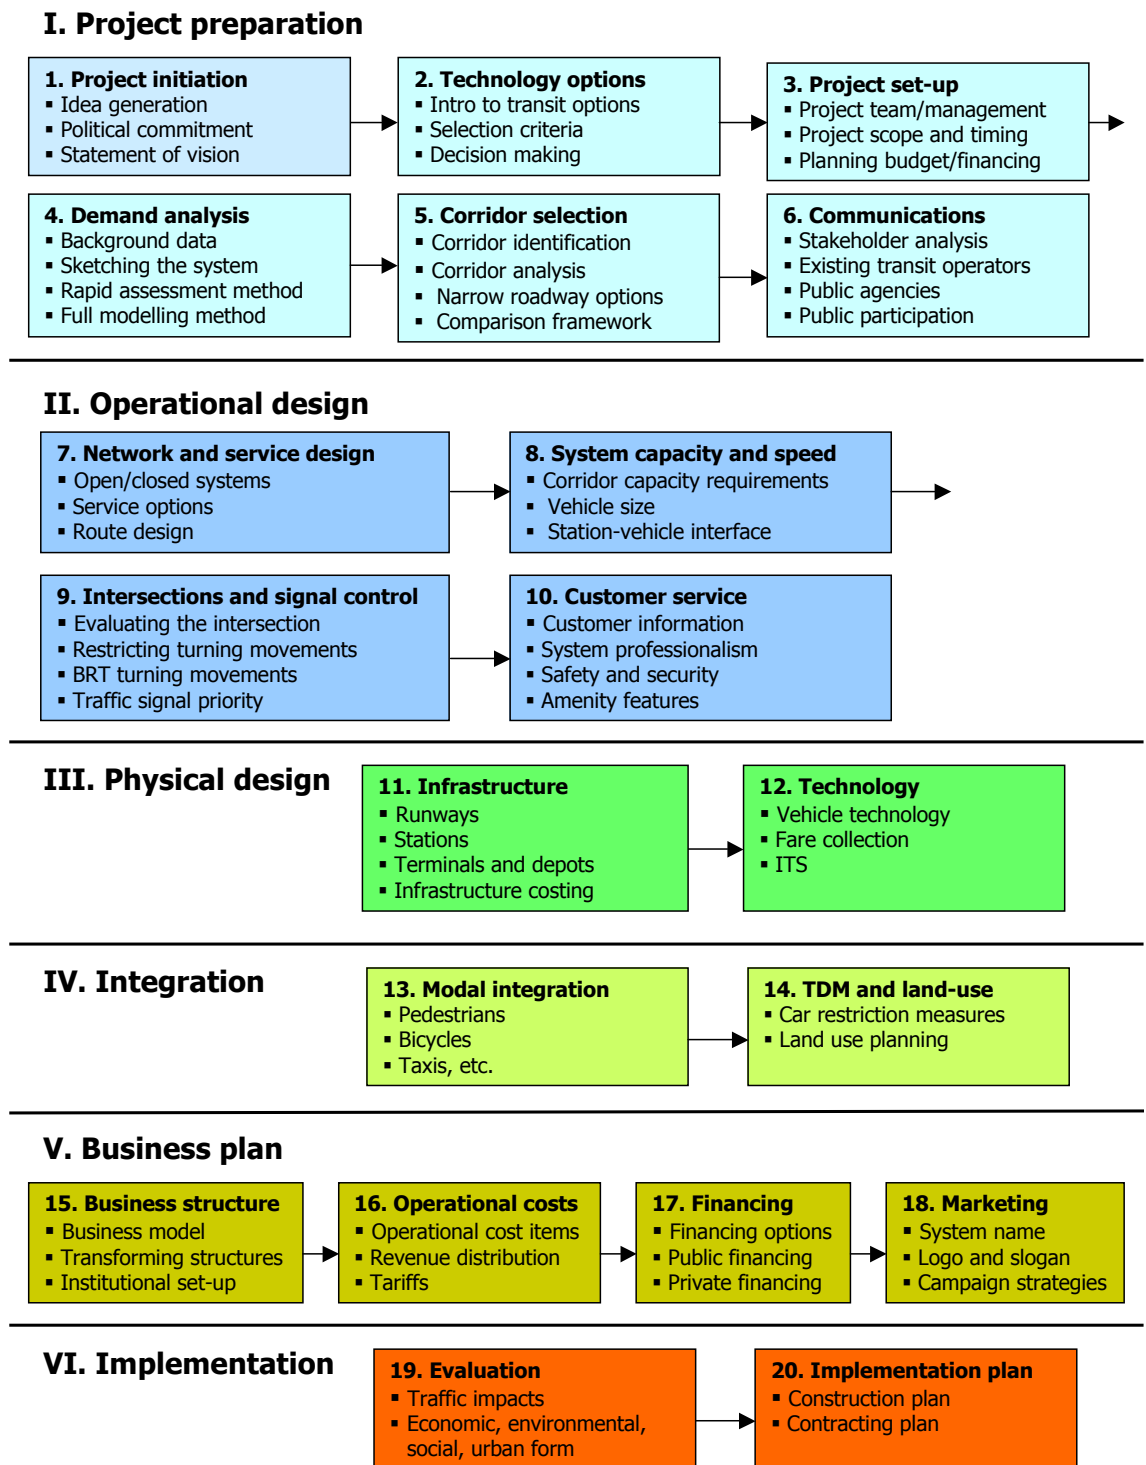 I. Project preparation
1. Project initiation
▪ Idea generation
▪ Political commitment
▪ Statement of vision
2. Technology options
▪ Intro to transit options
▪ Selection criteria
▪ Decision making
3. Project set-up
▪ Project team/management
▪ Project scope and timing
▪ Planning budget/financing
4. Demand analysis
▪ Background data
▪ Sketching the system
▪ Rapid assessment method
▪ Full modelling method
5. Corridor selection
▪ Corridor identification
▪ Corridor analysis
▪ Narrow roadway options
▪ Comparison framework
6. Communications
▪ Stakeholder analysis
▪ Existing transit operators
▪ Public agencies
▪ Public participation
II. Operational design
7. Network and service design
▪ Open/closed systems
▪ Service options
▪ Route design
8. System capacity and speed
▪ Corridor capacity requirements
▪ Vehicle size
▪ Station-vehicle interface
9. Intersections and signal control
▪ Evaluating the intersection
▪ Restricting turning movements
▪ BRT turning movements
▪ Traffic signal priority
10. Customer service
▪ Customer information
▪ System professionalism
▪ Safety and security
▪ Amenity features
III. Physical design
11. Infrastructure
▪ Runways
▪ Stations
▪ Terminals and depots
▪ Infrastructure costing
12. Technology
▪ Vehicle technology
▪ Fare collection
▪ ITS
IV. Integration
13. Modal integration
▪ Pedestrians
▪ Bicycles
▪ Taxis, etc.
14. TDM and land-use
▪ Car restriction measures
▪ Land use planning
V. Business plan
15. Business structure
▪ Business model
▪ Transforming structures
▪ Institutional set-up
16. Operational costs
▪ Operational cost items
▪ Revenue distribution
▪ Tariffs
17. Financing
▪ Financing options
▪ Public financing
▪ Private financing
18. Marketing
▪ System name
▪ Logo and slogan
▪ Campaign strategies
VI. Implementation
19. Evaluation
▪ Traffic impacts
▪ Economic, environmental,
social, urban form
20. Implementation plan
▪ Construction plan
▪ Contracting plan